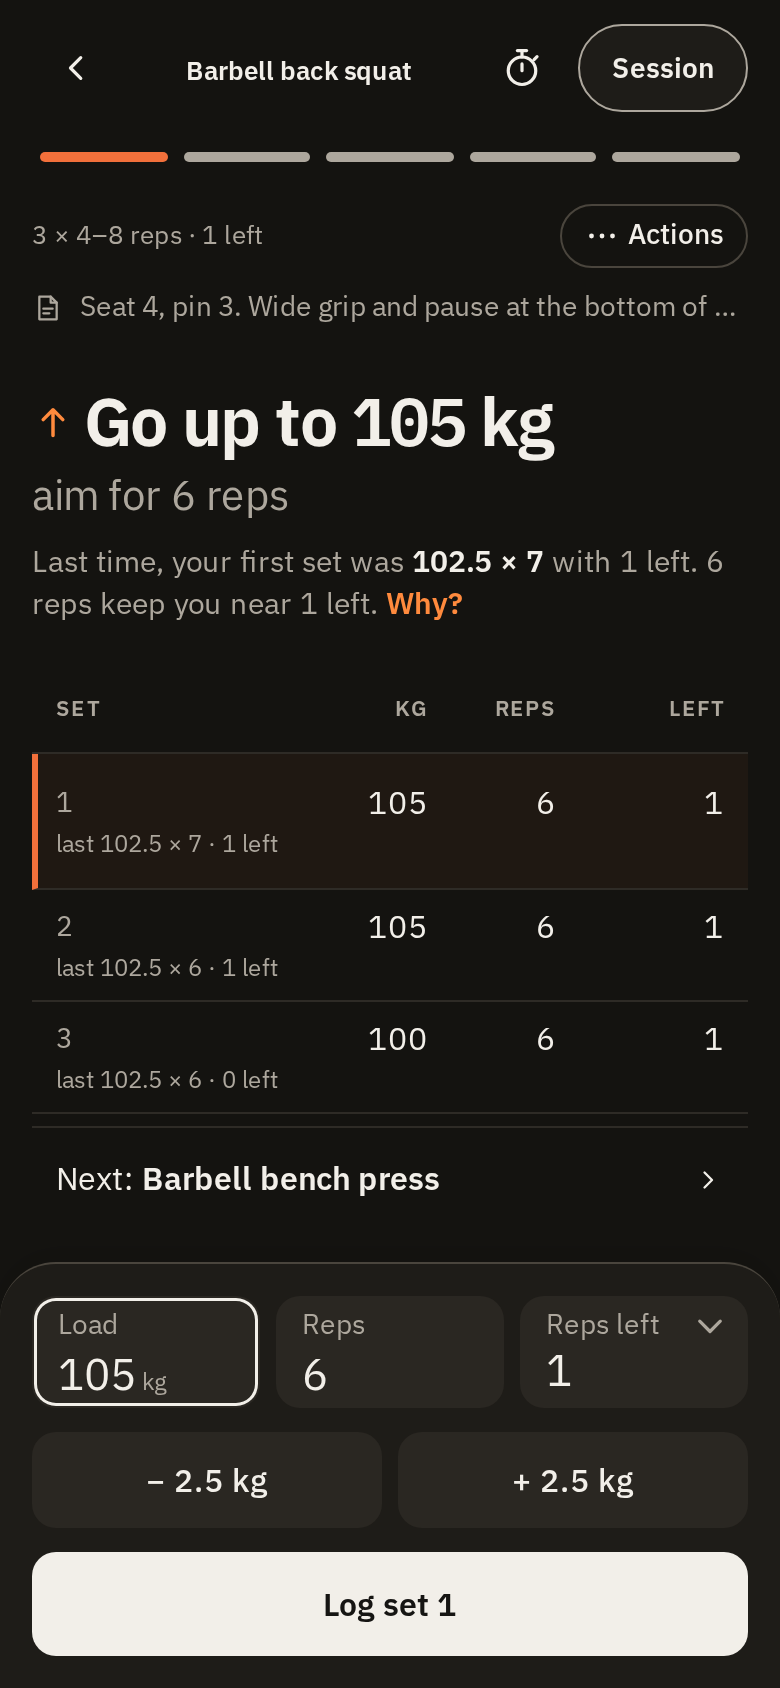 Barbell back squat
Session
3 × 4–8 reps · 1 left
··· Actions
Seat 4, pin 3. Wide grip and pause at the bottom of ...
↑ Go up to 105 kg
aim for 6 reps
Last time, your first set was 102.5 × 7 with 1 left. 6
reps keep you near 1 left. Why?
SET KG REPS LEFT
1 105 6 1
last 102.5 × 7 · 1 left
2 105 6 1
last 102.5 × 6 · 1 left
3 100 6 1
last 102.5 × 6 · 0 left
Next: Barbell bench press
Load Reps Reps left
105 kg 6 1
− 2.5 kg + 2.5 kg
Log set 1